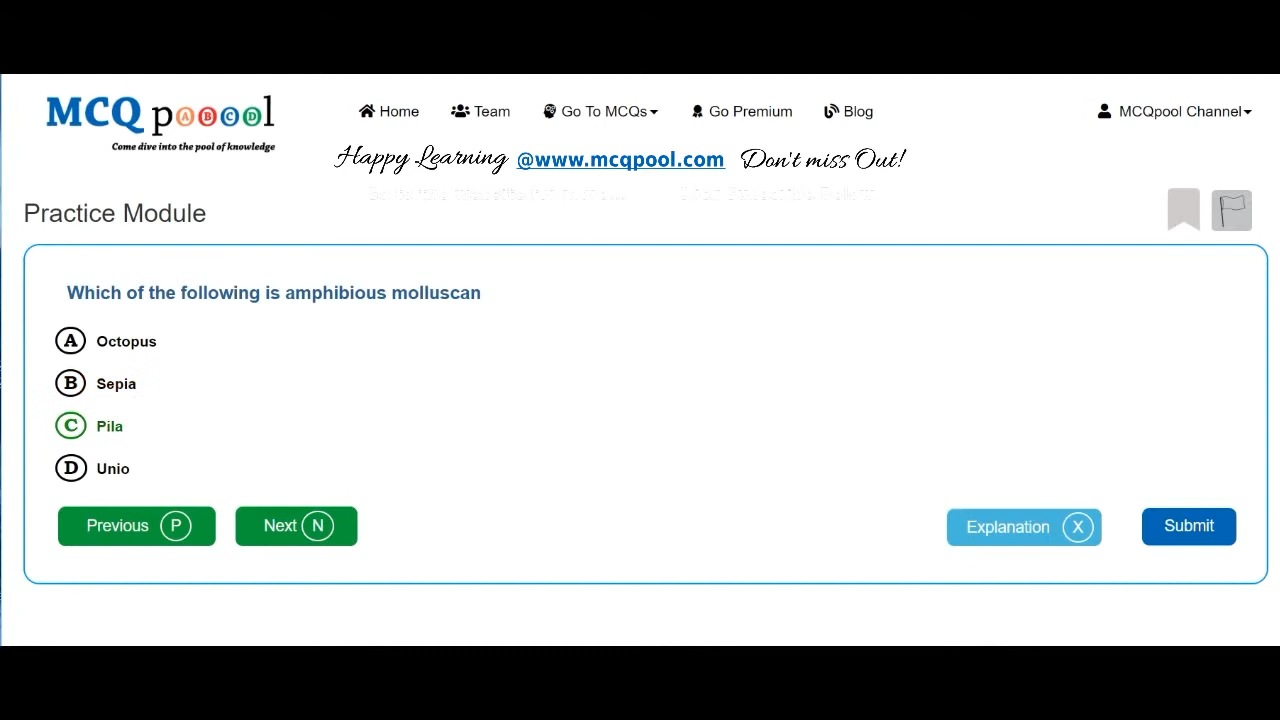 MCQ pABCDl
Come dive into the pool of knowledge
Home Team Go To MCQs Go Premium Blog MCQpool Channel
Happy Learning @www.mcqpool.com Don't miss Out!
Practice Module
Which of the following is amphibious molluscan
A Octopus
B Sepia
C Pila
D Unio
Previous P Next N Explanation X Submit